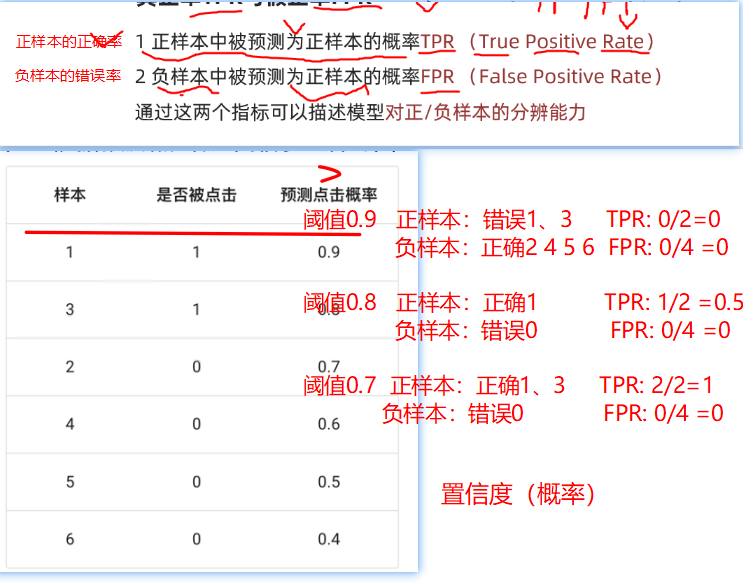 正样本的正确率 1 正样本中被预测为正样本的概率TPR（True Positive Rate）
负样本的错误率 2 负样本中被预测为正样本的概率FPR（False Positive Rate）
通过这两个指标可以描述模型对正/负样本的分辨能力
样本 是否被点击 预测点击概率
1 1 0.9
3 1
2 0 0.7
4 0 0.6
5 0 0.5
6 0 0.4
阈值0.9 正样本：错误1、3 TPR: 0/2=0
负样本：正确2 4 5 6 FPR: 0/4 =0
阈值0.8 正样本：正确1 TPR: 1/2 =0.5
负样本：错误0 FPR: 0/4 =0
阈值0.7 正样本：正确1、3 TPR: 2/2=1
负样本：错误0 FPR: 0/4 =0
置信度（概率）